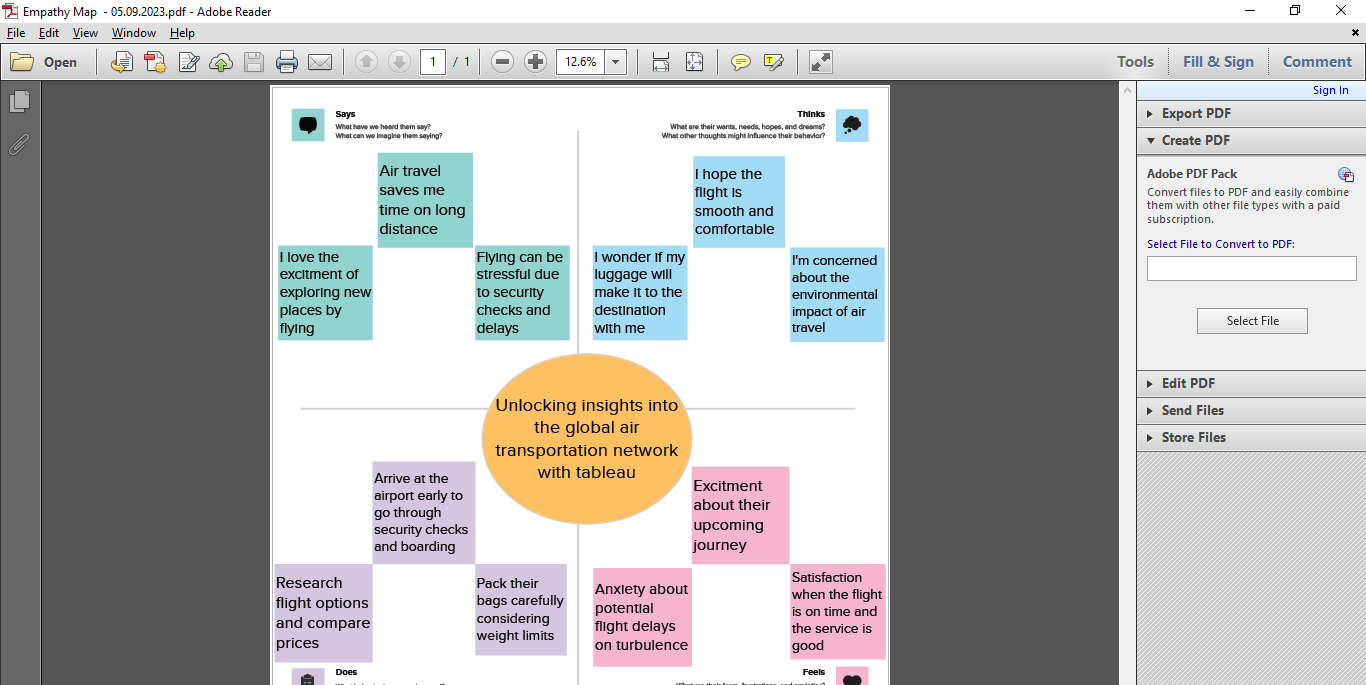 Empathy Map - 05.09.2023.pdf - Adobe Reader
File Edit View Window Help
Open
1 / 1
12.6%
Tools
Fill & Sign
Comment
Sign In
Export PDF
Create PDF
Adobe PDF Pack
Convert files to PDF and easily combine
them with other file types with a paid
subscription.
Select File to Convert to PDF:
Select File
Edit PDF
Send Files
Store Files
Says
What have we heard them say?
What can we imagine them saying?
Air travel
saves me
time on long
distance
I love the
excitment of
exploring new
places by
flying
Flying can be
stressful due
to security
checks and
delays
Thinks
What are their wants, needs, hopes, and dreams?
What other thoughts might influence their behavior?
I hope the
flight is
smooth and
comfortable
I wonder if my
luggage will
make it to the
destination
with me
I'm concerned
about the
environmental
impact of air
travel
Unlocking insights into
the global air
transportation network
with tableau
Arrive at the
airport early to
go through
security checks
and boarding
Research
flight options
and compare
prices
Pack their
bags carefully
considering
weight limits
Does
Excitment
about their
upcoming
journey
Anxiety about
potential
flight delays
on turbulence
Satisfaction
when the flight
is on time and
the service is
good
Feels